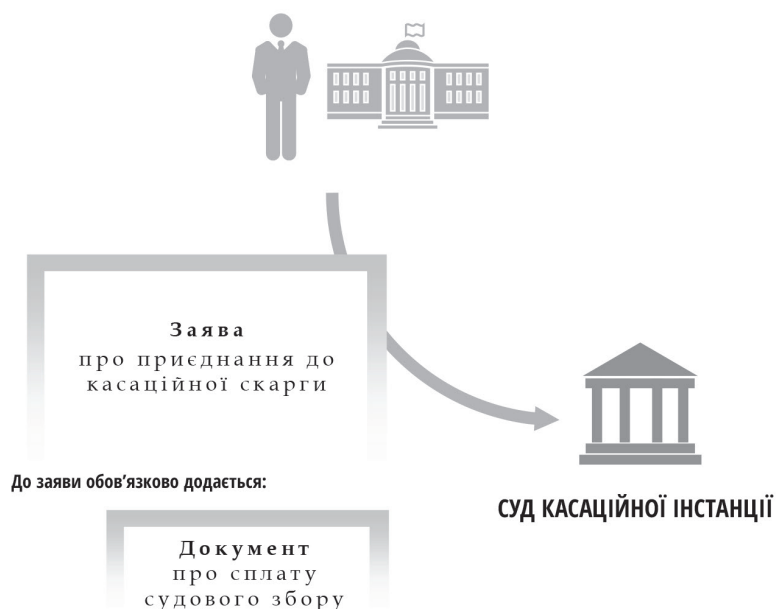 Заява
про приєднання до
касаційної скарги
До заяви обов’язково додається:
СУД КАСАЦІЙНОЇ ІНСТАНЦІЇ
Документ
про сплату
судового збору